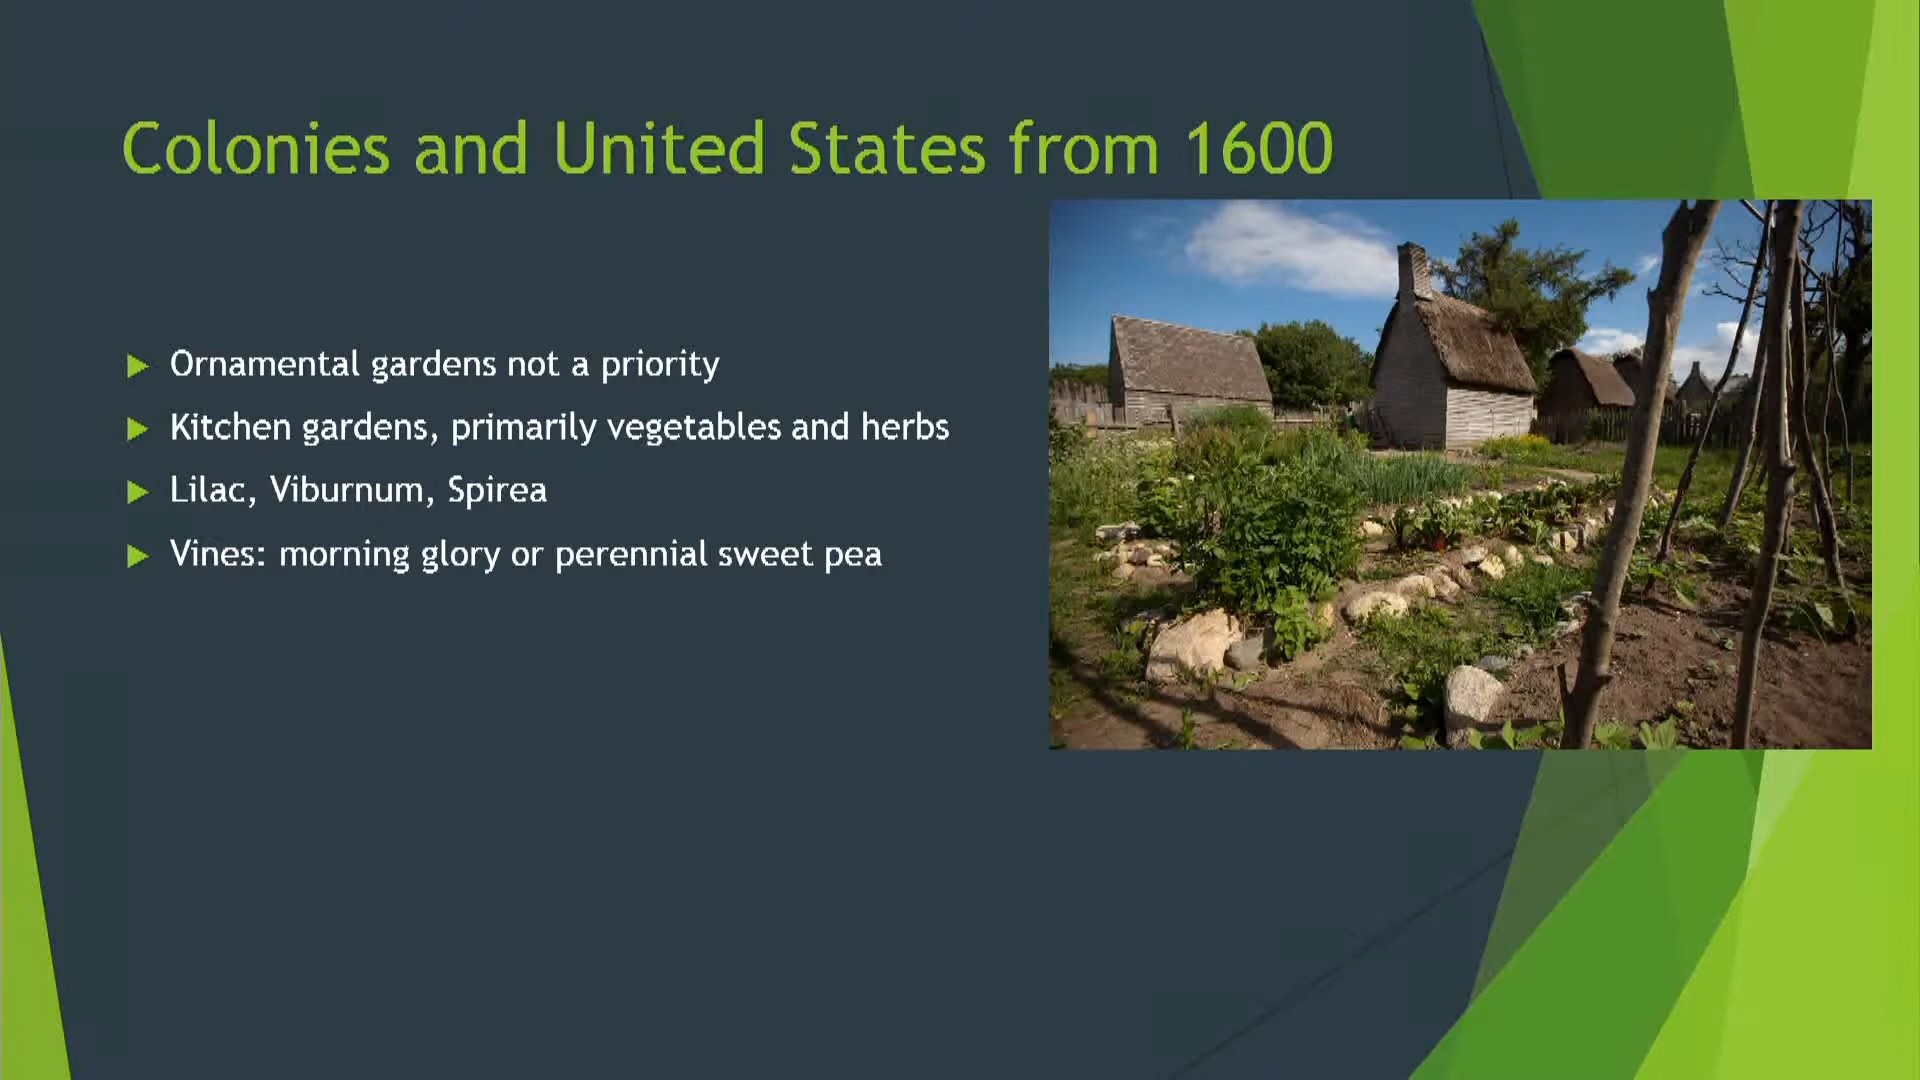 Colonies and United States from 1600
Ornamental gardens not a priority
Kitchen gardens, primarily vegetables and herbs
Lilac, Viburnum, Spirea
Vines: morning glory or perennial sweet pea